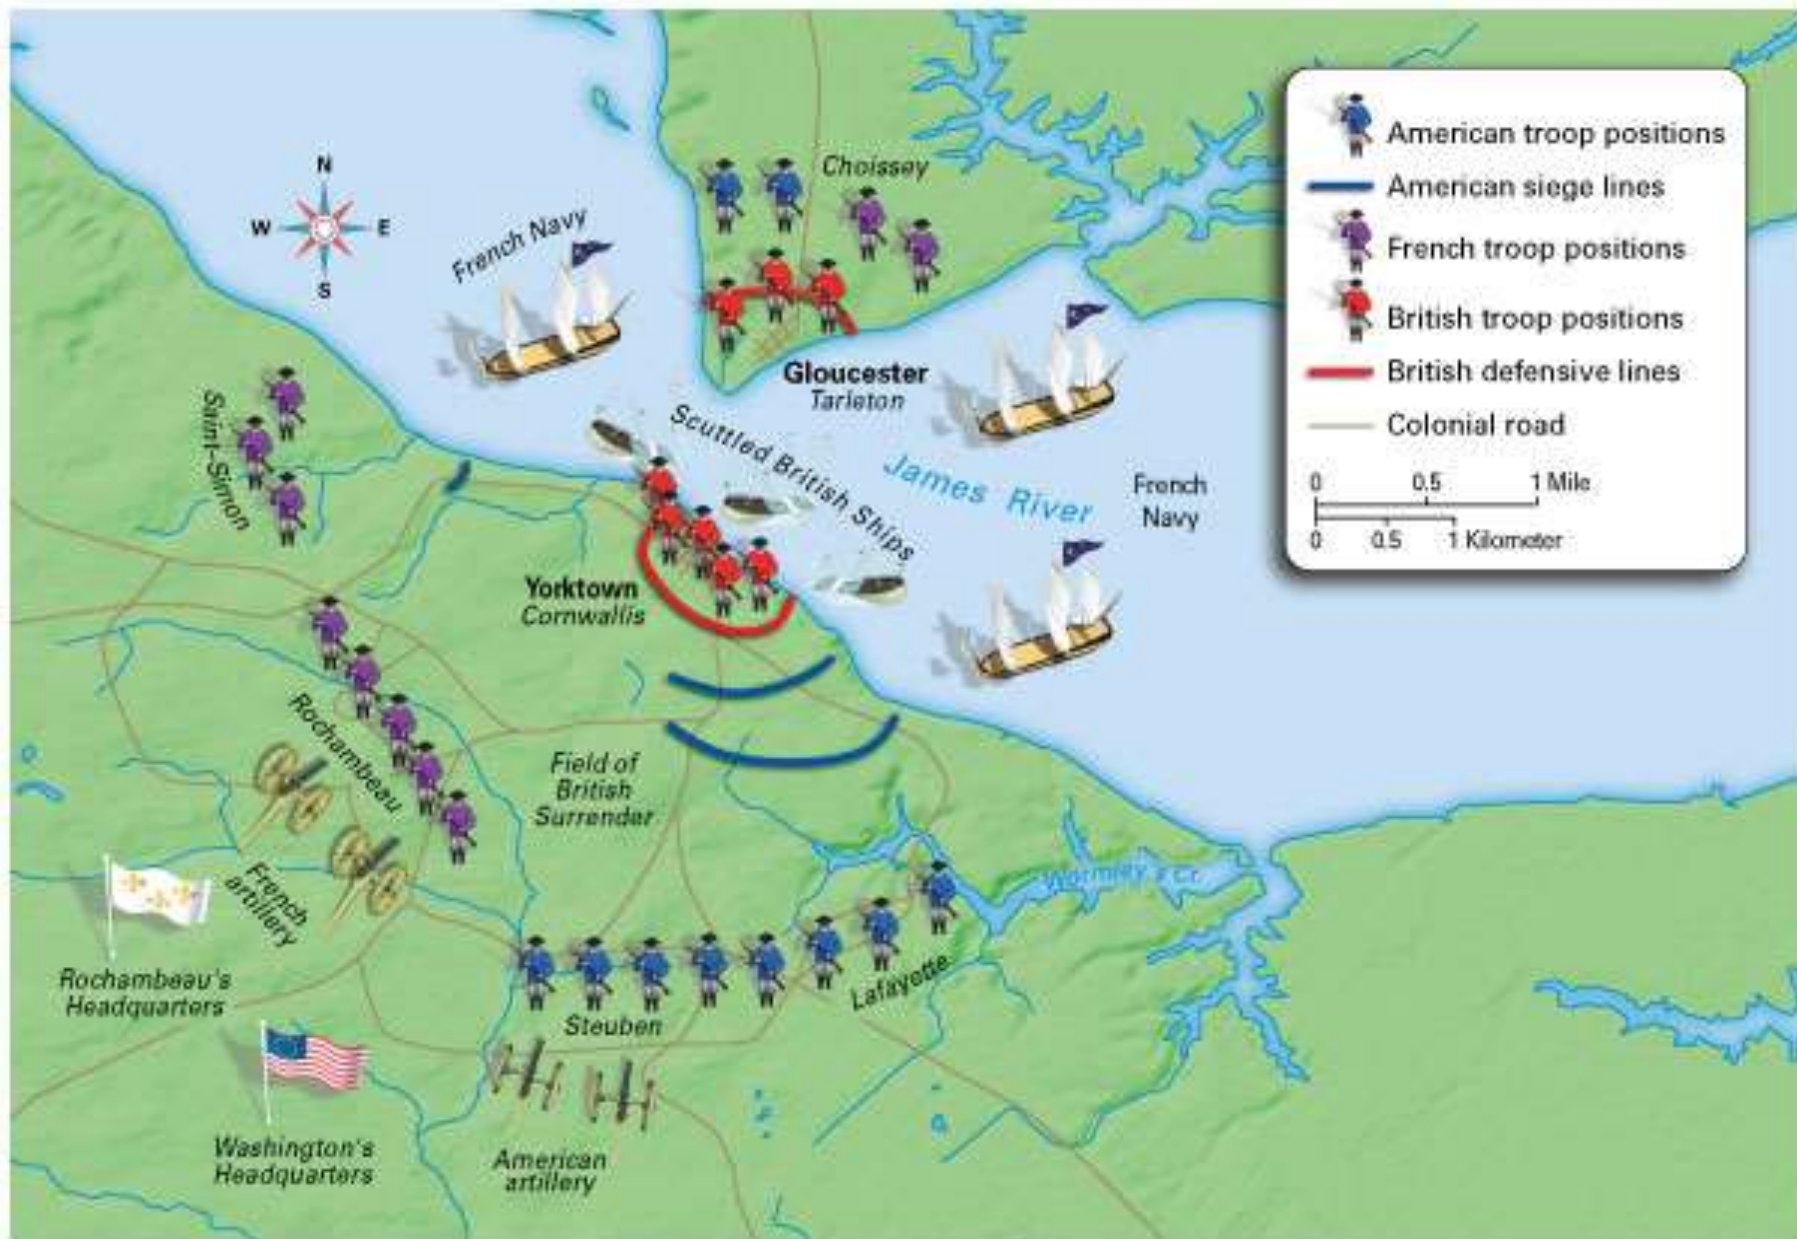 N
W
E
S
French Navy
Choissey
Gloucester
Tarleton
Scuttled British Ships
James River
French
Navy
Saint-Simon
Yorktown
Cornwallis
Rochambeau
Field of
British
Surrender
French
artillery
Wormley's Cr.
Rochambeau's
Headquarters
Lafayette
Steuben
Washington's
Headquarters
American
artillery
American troop positions
American siege lines
French troop positions
British troop positions
British defensive lines
Colonial road
0 0.5 1 Mile
0 0.5 1 Kilometer